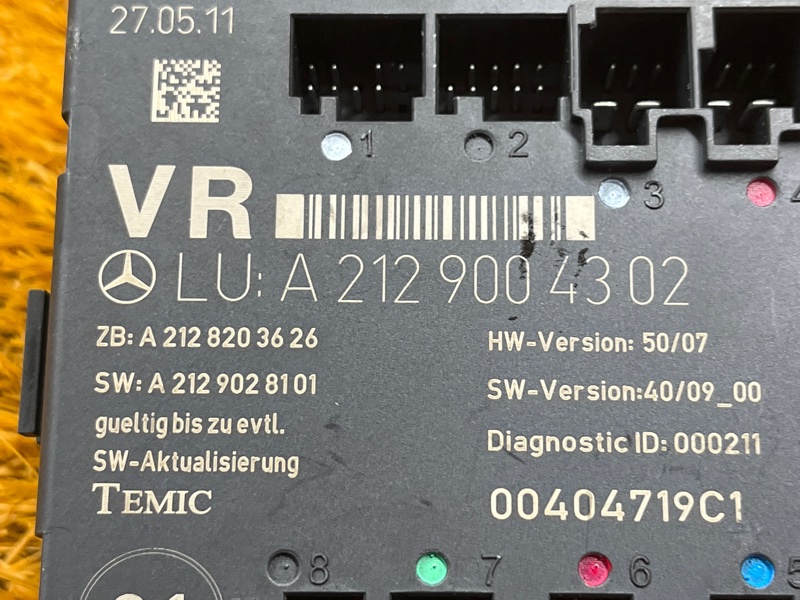 27.05.11
1 2
3 4
VR
LU: A 212 900 43 02
ZB: A 212 820 36 26
HW-Version: 50/07
SW: A 212 902 81 01
SW-Version:40/09_00
gueltig bis zu evtl.
Diagnostic ID: 000211
SW-Aktualisierung
TEMIC
00404719C1
8 7 6 5